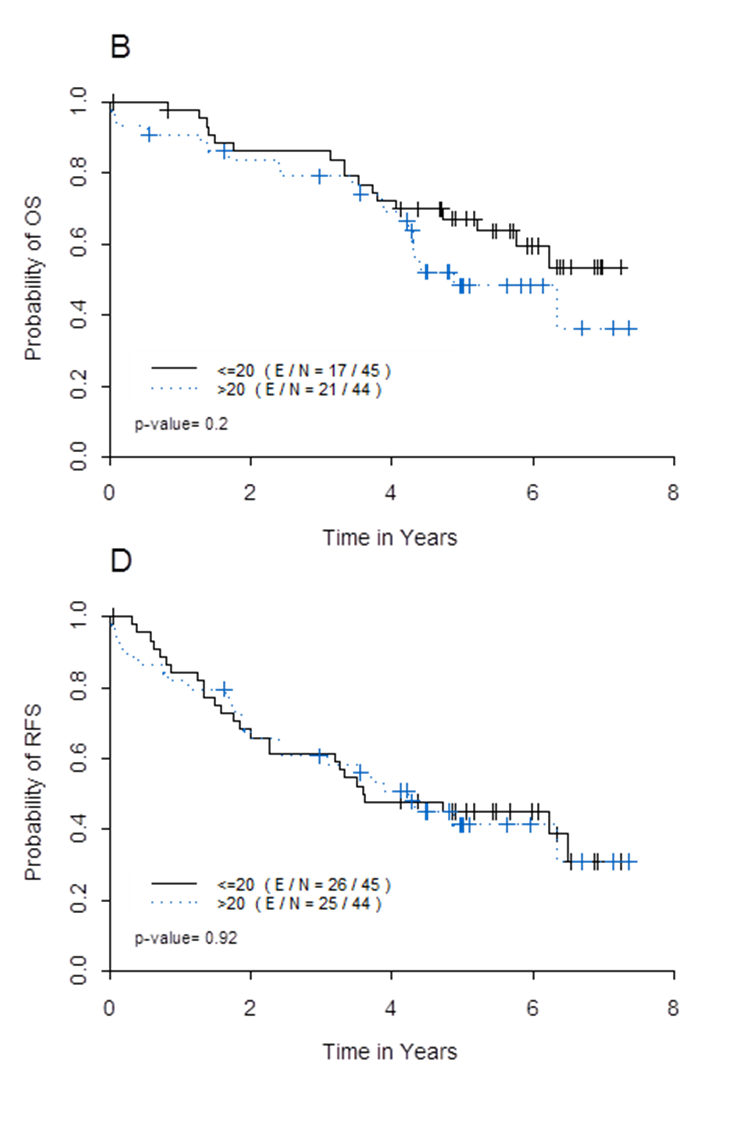 B
Probability of OS
1.0
0.8
0.6
0.4
0.2
0.0
<=20 ( E / N = 17 / 45 )
>20 ( E / N = 21 / 44 )
p-value= 0.2
0 2 4 6 8
Time in Years
D
Probability of RFS
1.0
0.8
0.6
0.4
0.2
0.0
<=20 ( E / N = 26 / 45 )
>20 ( E / N = 25 / 44 )
p-value= 0.92
0 2 4 6 8
Time in Years